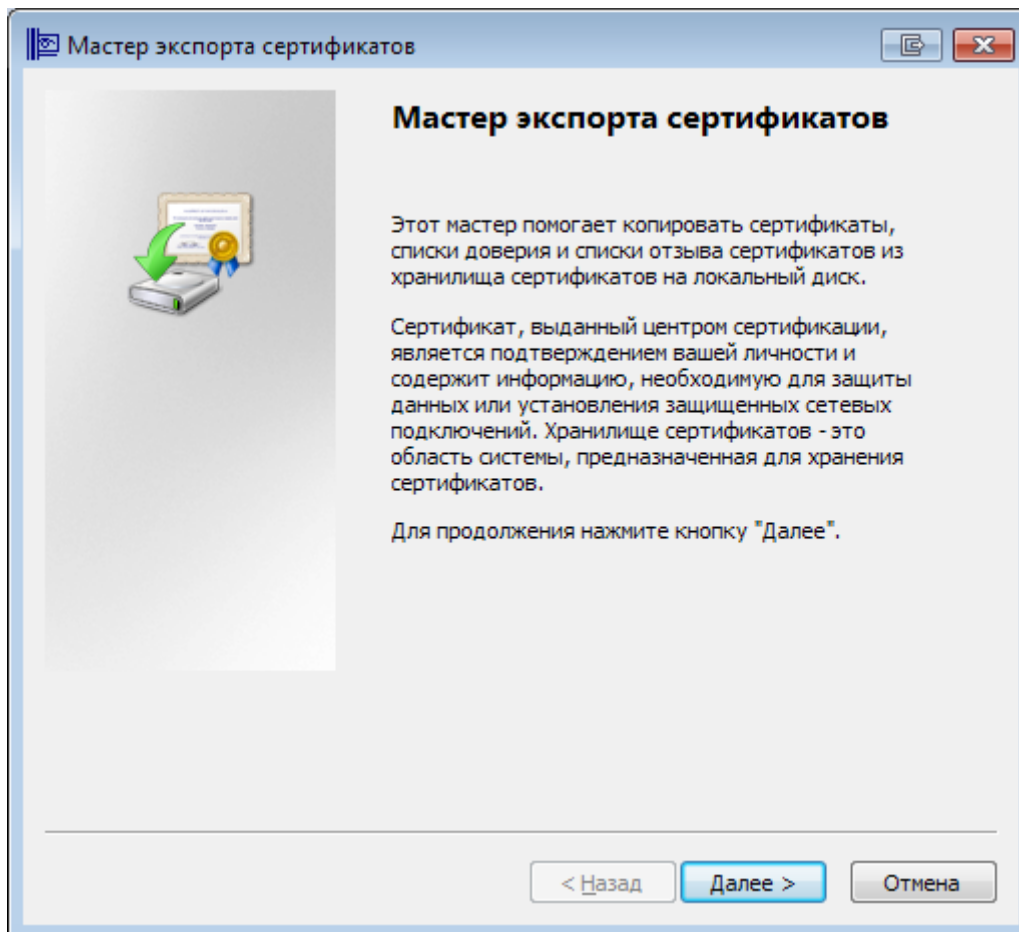 Мастер экспорта сертификатов
Мастер экспорта сертификатов
Этот мастер помогает копировать сертификаты,
списки доверия и списки отзыва сертификатов из
хранилища сертификатов на локальный диск.
Сертификат, выданный центром сертификации,
является подтверждением вашей личности и
содержит информацию, необходимую для защиты
данных или установления защищенных сетевых
подключений. Хранилище сертификатов - это
область системы, предназначенная для хранения
сертификатов.
Для продолжения нажмите кнопку "Далее".
< Назад
Далее >
Отмена